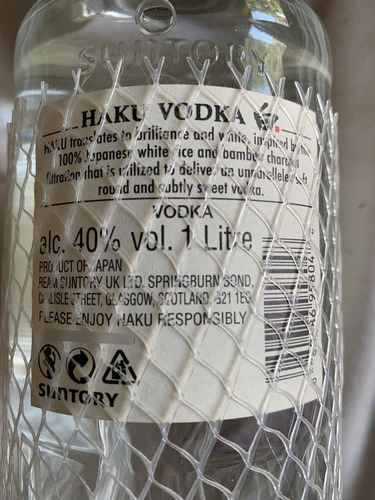 SUNTORY
HAKU VODKA
HAKU translates to brilliance and white, inspired by the
100% Japanese white rice and bamboo charcoal
filtration that is utilized to deliver an unparalleled soft,
round and subtly sweet vodka.
VODKA
alc. 40% vol. 1 Litre
PRODUCT OF JAPAN
BEAM SUNTORY UK LTD. SPRINGBURN BOND,
CARLISLE STREET, GLASGOW, SCOTLAND, G21 1EQ
PLEASE ENJOY HAKU RESPONSIBLY
SUNTORY